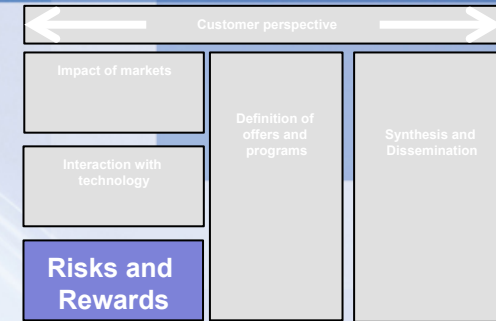 Customer perspective
Impact of markets
Interaction with
technology
Risks and
Rewards
Definition of
offers and
programs
Synthesis and
Dissemination